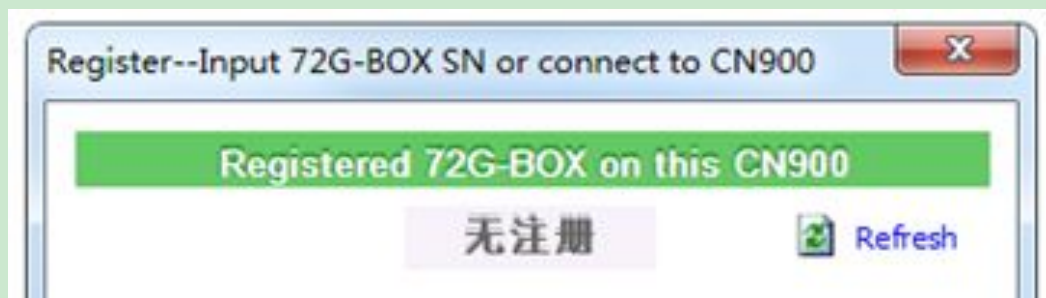 Register--Input 72G-BOX SN or connect to CN900
Registered 72G-BOX on this CN900
无注册 Refresh